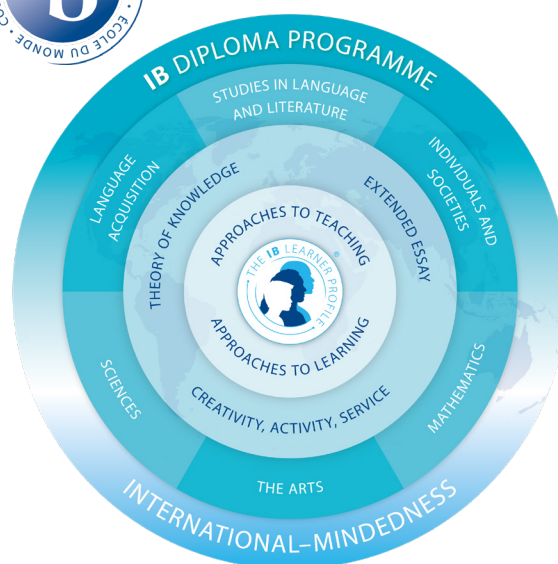 ÉCOLE DU MONDE
IB DIPLOMA PROGRAMME
STUDIES IN LANGUAGE
AND LITERATURE
LANGUAGE
ACQUISITION
INDIVIDUALS AND
SOCIETIES
THEORY OF KNOWLEDGE
EXTENDED ESSAY
APPROACHES TO TEACHING
THE IB LEARNER PROFILE
®
APPROACHES TO LEARNING
SCIENCES
CREATIVITY, ACTIVITY, SERVICE
MATHEMATICS
THE ARTS
INTERNATIONAL–MINDEDNESS